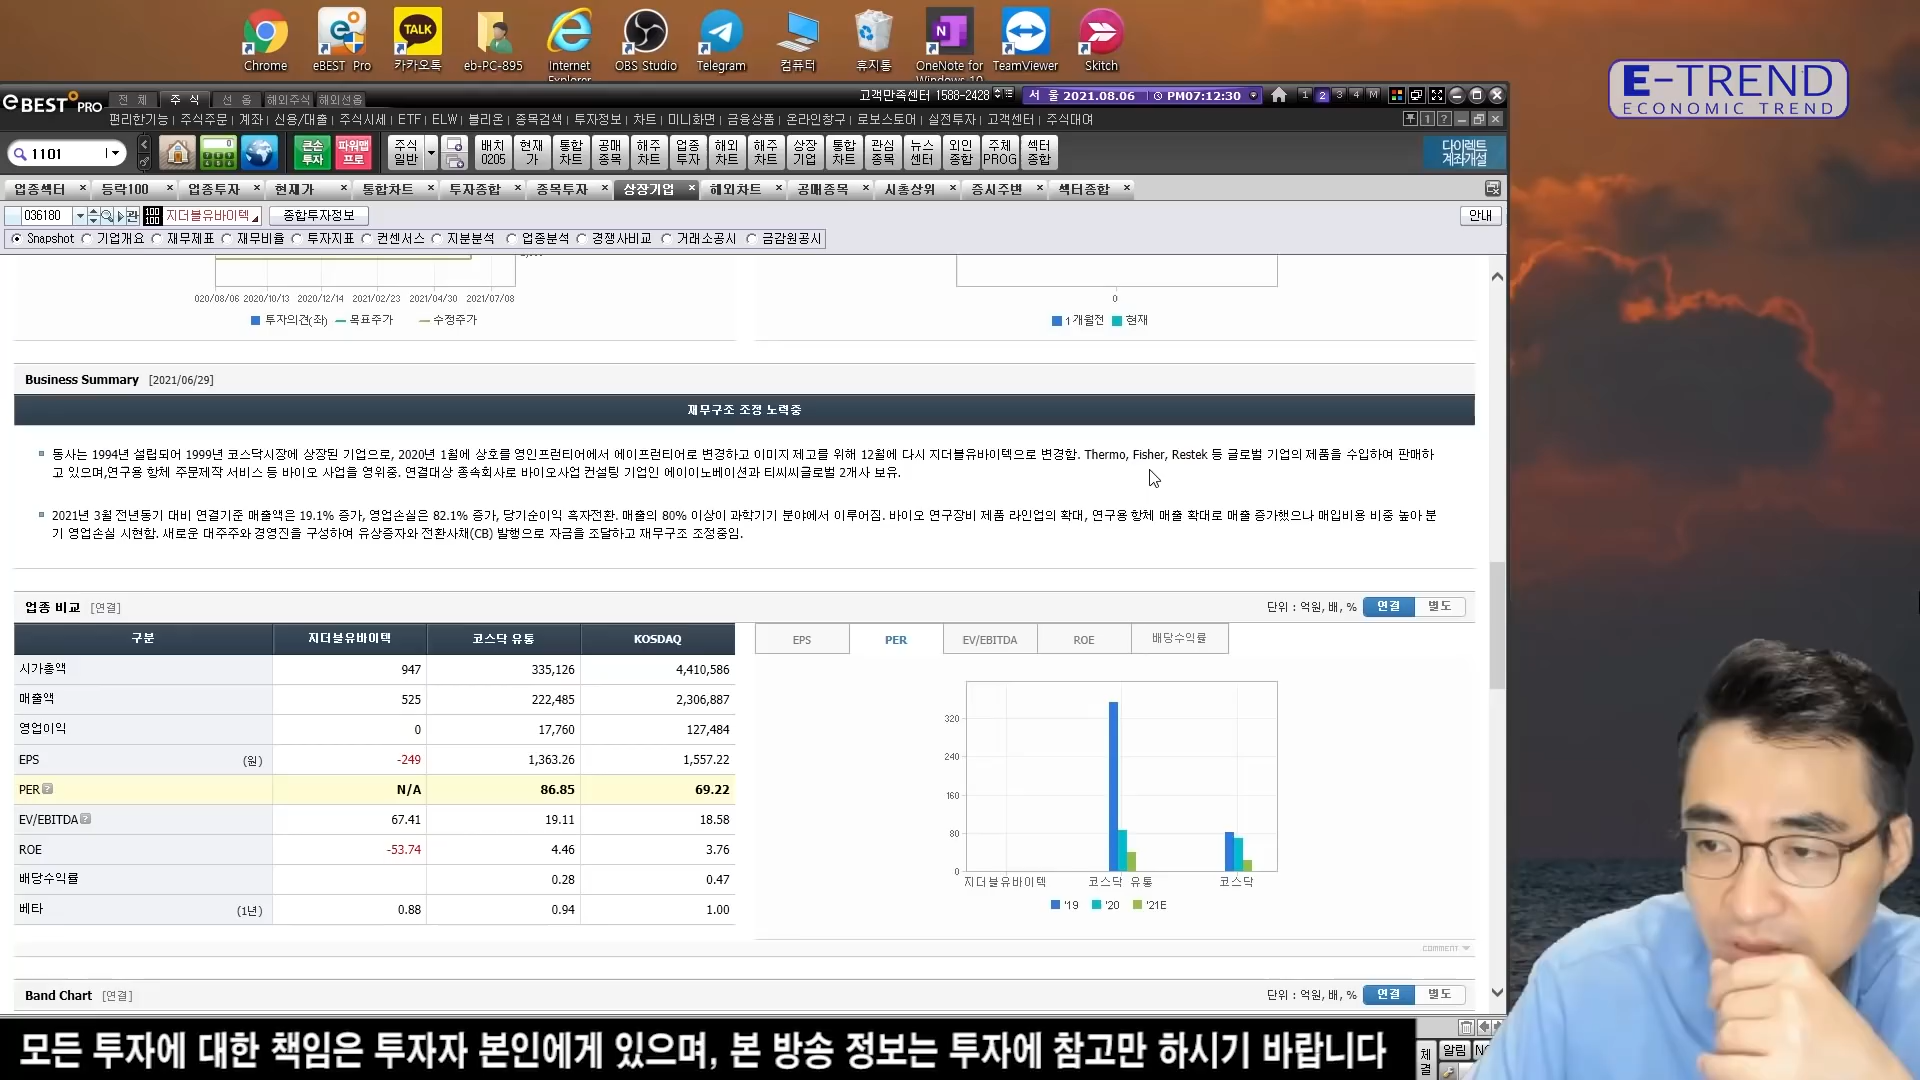 Chrome
eBEST Pro
카카오톡
eb-PC-895
Internet
Explorer
OBS Studio
Telegram
컴퓨터
휴지통
OneNote for
Windows 10
TeamViewer
Skitch
TALK
E-TREND
ECONOMIC TREND
eBEST PRO
전 체 주 식 선 옵 해외주식 해외선옵
고객만족센터 1588-2428
서 울 2021.08.06 PM07:12:30
1 2 3 4 M
편리한기능 주식주문 계좌 신용/대출 주식시세 ETF ELW 블리온 종목검색 투자정보 차트 미니화면 금융상품 온라인창구 로보스토어 실전투자 고객센터 주식대여
1101
큰손 투자
파워맵 프로
주식 일반
배치 0205
현재 가
통합 차트
공매 종목
해주 차트
업종 투자
해외 차트
해주 주문
상장 기업
통합 차트
관심 종목
뉴스 센터
외인 종합
주체 PROG
섹터 종합
다이렉트 계좌개설
업종섹터 등락100 업종투자 현재가 통합차트 투자종합 종목투자 상장기업 해외차트 공매종목 시총상위 증시주변 섹터종합
036180 관 지더블유바이텍 종합투자정보
안내
Snapshot 기업개요 재무제표 재무비율 투자지표 컨센서스 지분분석 업종분석 경쟁사비교 거래소공시 금감원공시
020/08/06 2020/10/13 2020/12/14 2021/02/23 2021/04/30 2021/07/08
0
투자의견(좌) 목표주가 수정주가
1개월전 현재
Business Summary [2021/06/29]
재무구조 조정 노력중
동사는 1994년 설립되어 1999년 코스닥시장에 상장된 기업으로, 2020년 1월에 상호를 영인프런티어에서 에이프런티어로 변경하고 이미지 제고를 위해 12월에 다시 지더블유바이텍으로 변경함. Thermo, Fisher, Restek 등 글로벌 기업의 제품을 수입하여 판매하
고 있으며,연구용 항체 주문제작 서비스 등 바이오 사업을 영위중. 연결대상 종속회사로 바이오사업 컨설팅 기업인 에이이노베이션과 티씨씨글로벌 2개사 보유.
2021년 3월 전년동기 대비 연결기준 매출액은 19.1% 증가, 영업손실은 82.1% 증가, 당기순이익 흑자전환. 매출의 80% 이상이 과학기기 분야에서 이루어짐. 바이오 연구장비 제품 라인업의 확대, 연구용 항체 매출 확대로 매출 증가했으나 매입비용 비중 높아 분
기 영업손실 시현함. 새로운 대주주와 경영진을 구성하여 유상증자와 전환사채(CB) 발행으로 자금을 조달하고 재무구조 조정중임.
업종 비교 [연결]
단위 : 억원, 배, % 연결 별도
구분 지더블유바이텍 코스닥 유통 KOSDAQ
시가총액 947 335,126 4,410,586
매출액 525 222,485 2,306,887
영업이익 0 17,760 127,484
EPS (원) -249 1,363.26 1,557.22
PER N/A 86.85 69.22
EV/EBITDA 67.41 19.11 18.58
ROE -53.74 4.46 3.76
배당수익률 0.28 0.47
베타 (1년) 0.88 0.94 1.00
EPS PER EV/EBITDA ROE 배당수익률
320
240
160
80
0
지더블유바이텍 코스닥 유통 코스닥
'19 '20 '21E
COMMENT
Band Chart [연결]
단위 : 억원, 배, % 연결 별도
모든 투자에 대한 책임은 투자자 본인에게 있으며, 본 방송 정보는 투자에 참고만 하시기 바랍니다
체결
알림